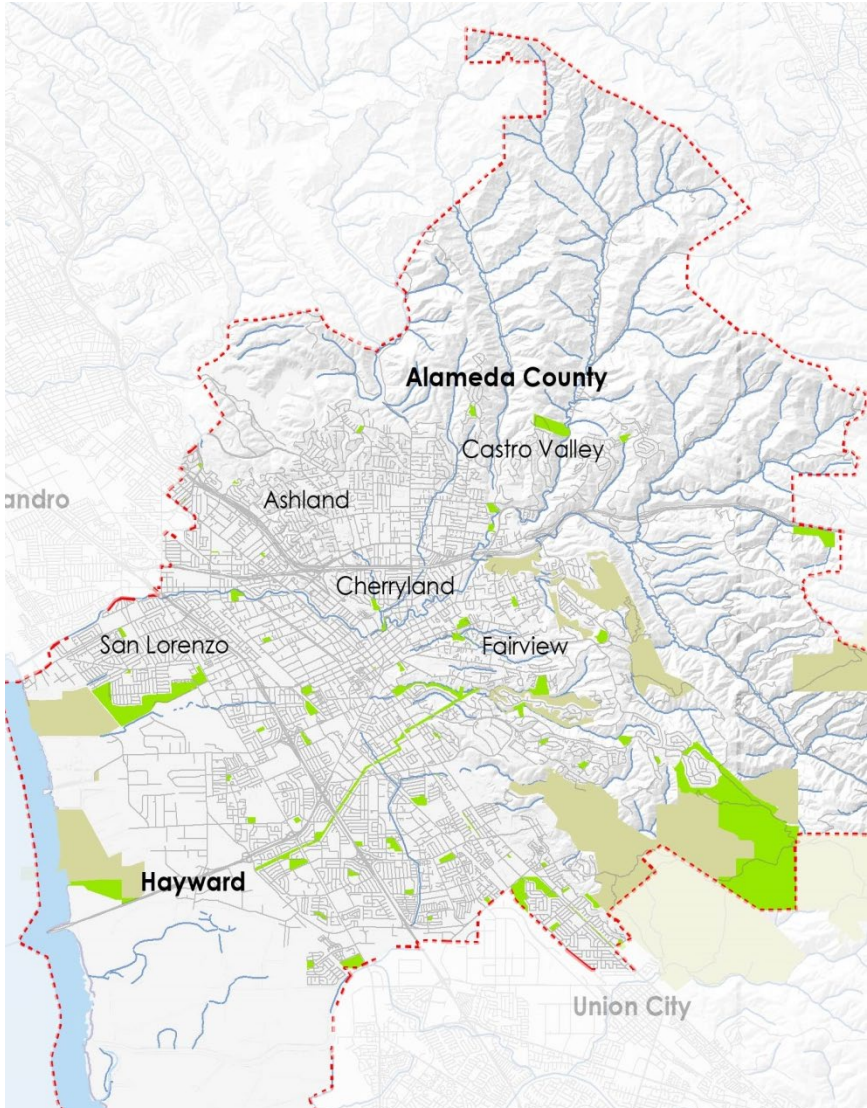 Alameda County
Castro Valley
Ashland
andro
Cherryland
San Lorenzo
Fairview
Hayward
Union City